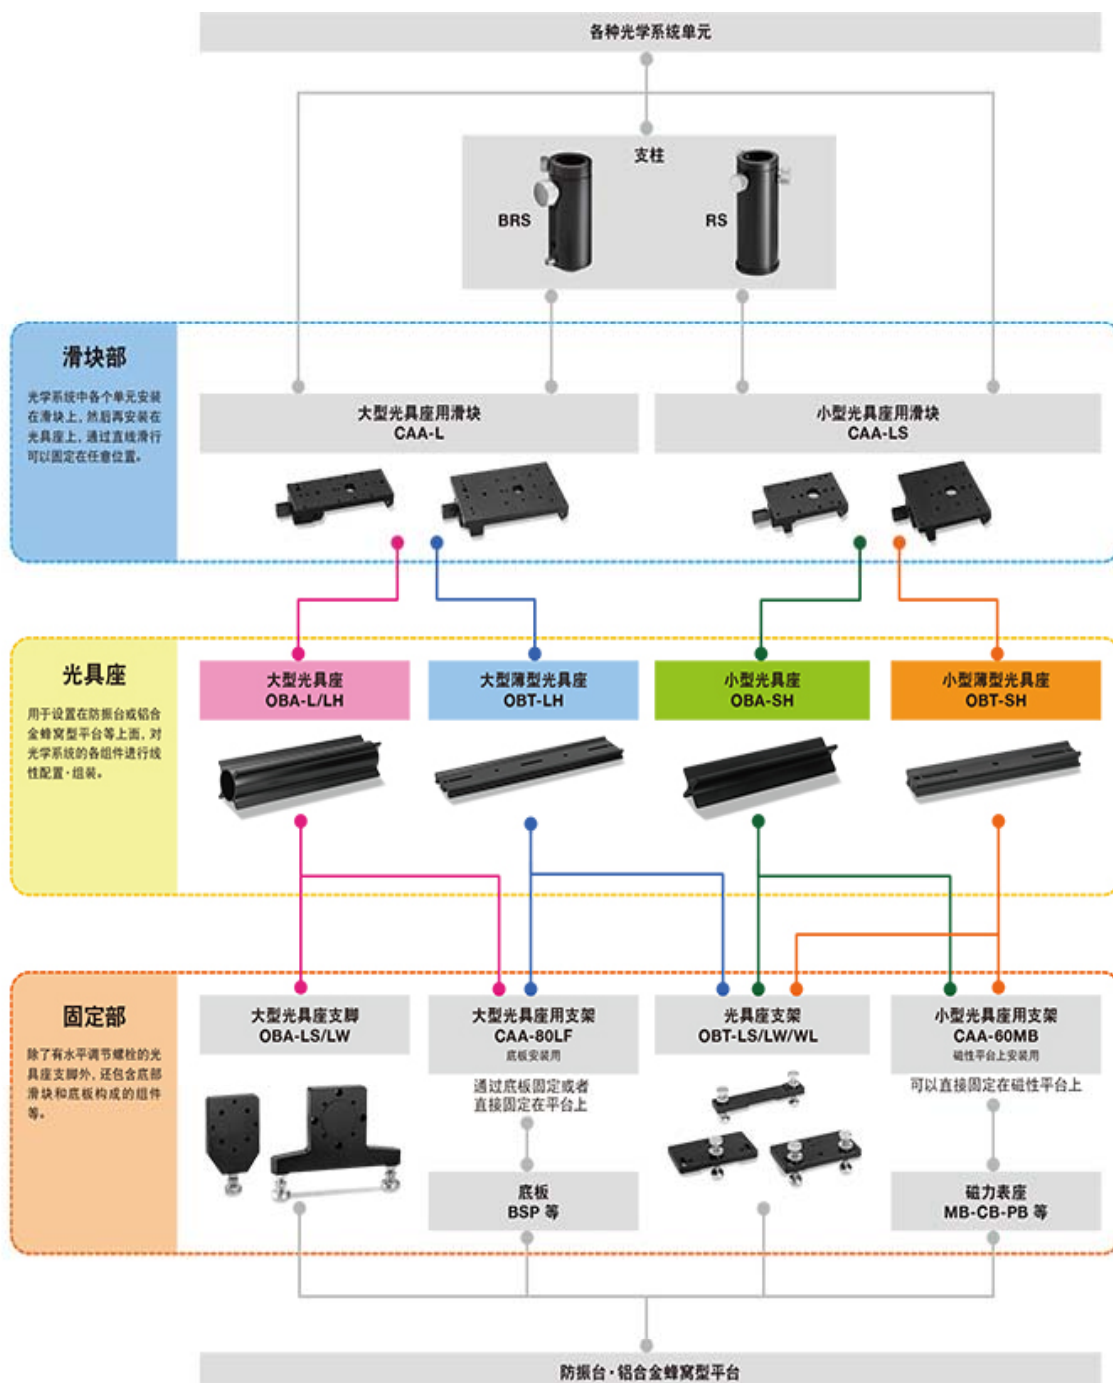 各种光学系统单元
支柱
BRS
RS
滑块部
光学系统中各个单元安装
在滑块上，然后再安装在
光具座上，通过直线滑行
可以固定在任意位置。
大型光具座用滑块
CAA-L
小型光具座用滑块
CAA-LS
光具座
用于设置在防振台或铝合
金蜂窝型平台等上面，对
光学系统的各组件进行线
性配置·组装。
大型光具座
OBA-L/LH
大型薄型光具座
OBT-LH
小型光具座
OBA-SH
小型薄型光具座
OBT-SH
固定部
除了有水平调节螺栓的光
具座支脚外，还包含底部
滑块和底板构成的组件
等。
大型光具座支脚
OBA-LS/LW
大型光具座用支架
CAA-80LF
底板安装用
通过底板固定或者
直接固定在平台上
底板
BSP 等
光具座支架
OBT-LS/LW/WL
小型光具座用支架
CAA-60MB
磁性平台上安装用
可以直接固定在磁性平台上
磁力表座
MB-CB-PB 等
防振台·铝合金蜂窝型平台